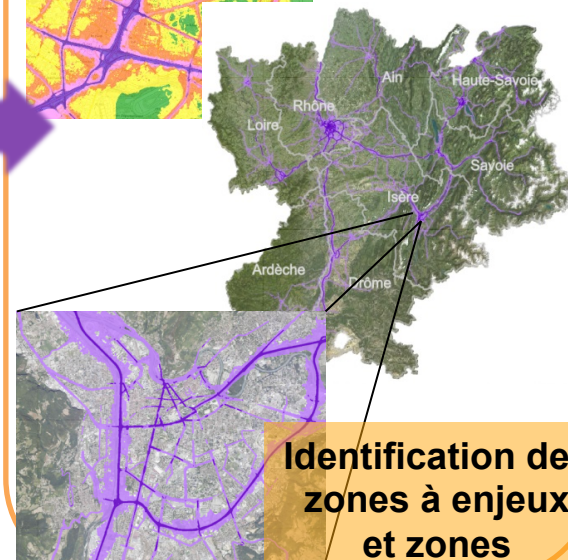 Ain
Haute-Savoie
Rhône
Loire
Savoie
Isère
Ardèche
Drôme
Identification de
zones à enjeux
et zones